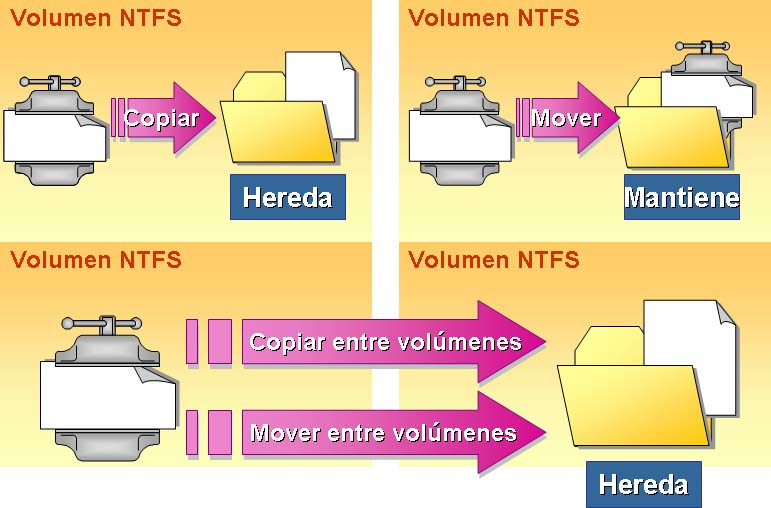 Volumen NTFS
Copiar
Hereda
Volumen NTFS
Mover
Mantiene
Volumen NTFS
Volumen NTFS
Copiar entre volúmenes
Mover entre volúmenes
Hereda